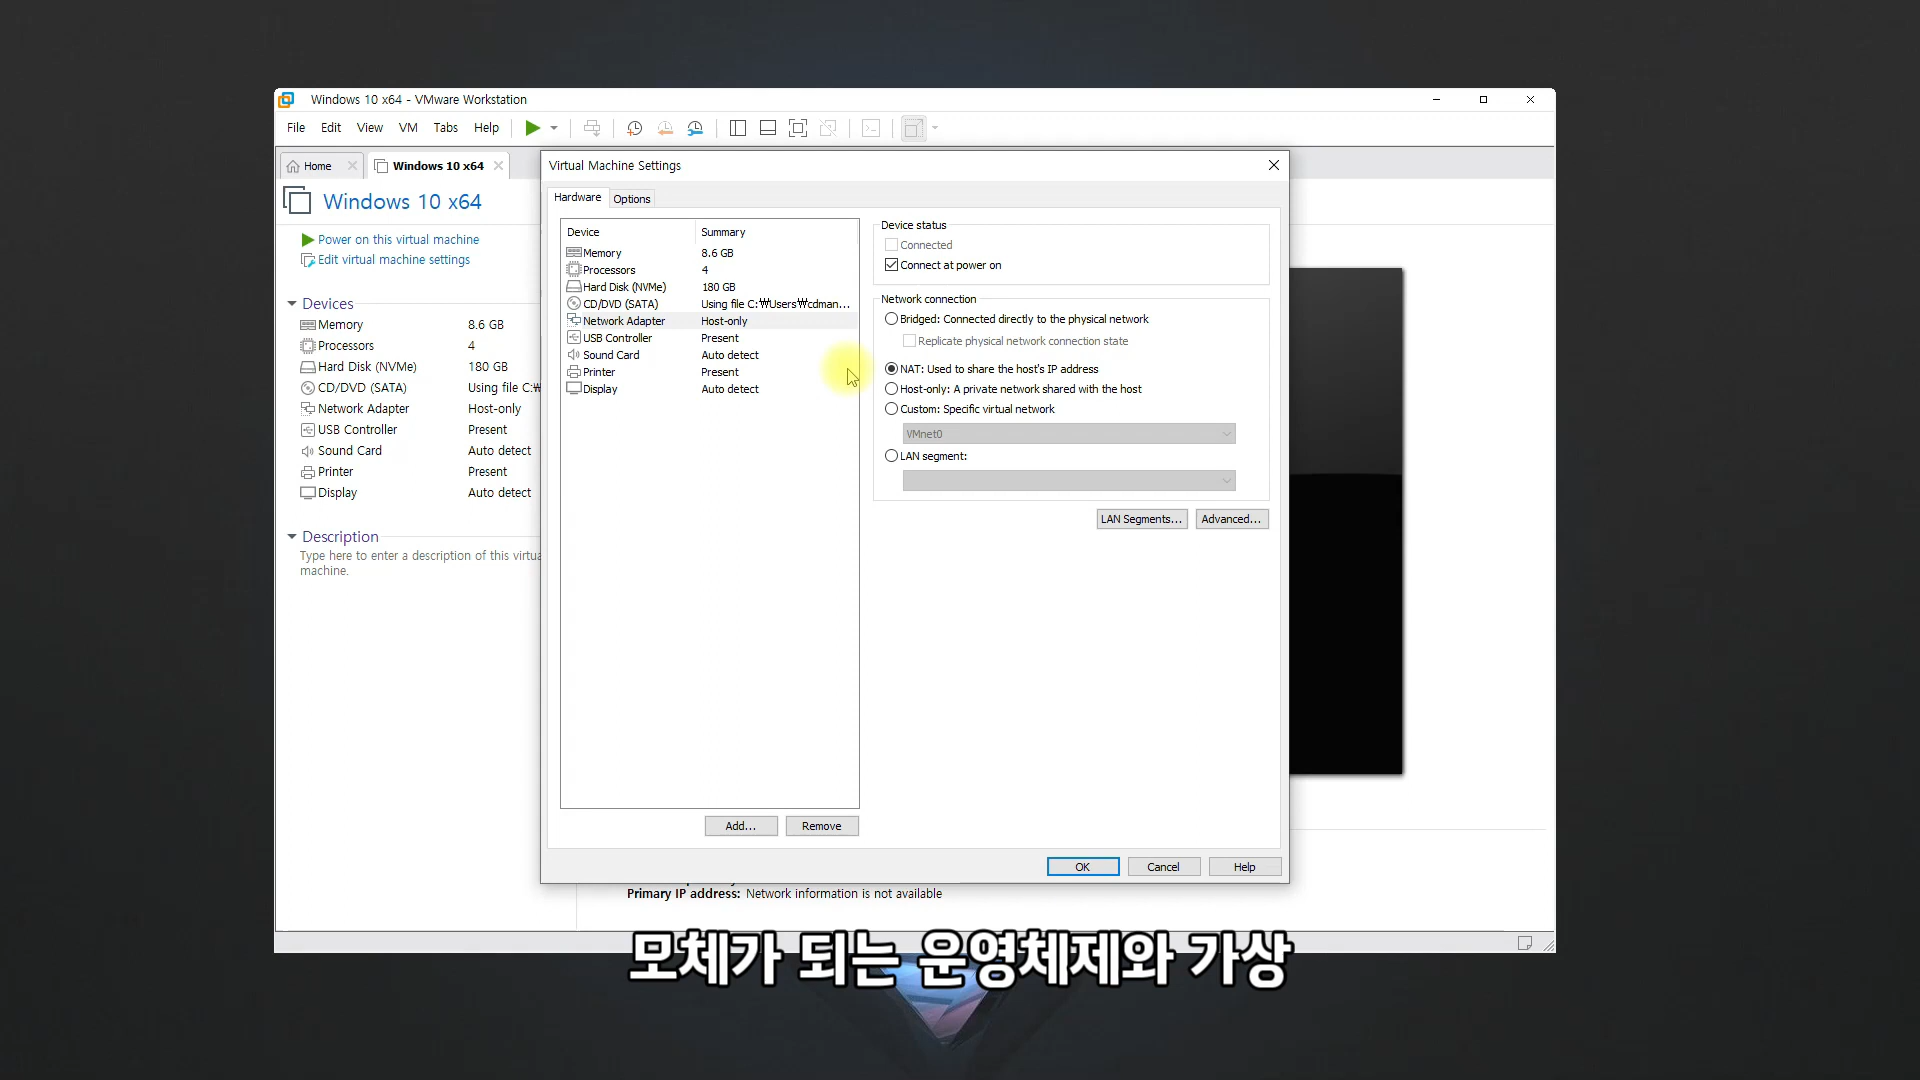 Windows 10 x64 - VMware Workstation
File Edit View VM Tabs Help
Home Windows 10 x64
Windows 10 x64
Power on this virtual machine
Edit virtual machine settings
Devices
Memory 8.6 GB
Processors 4
Hard Disk (NVMe) 180 GB
CD/DVD (SATA) Using file C:₩
Network Adapter Host-only
USB Controller Present
Sound Card Auto detect
Printer Present
Display Auto detect
Description
Type here to enter a description of this virtua
machine.
Virtual Machine Settings
Hardware Options
Device Summary
Memory 8.6 GB
Processors 4
Hard Disk (NVMe) 180 GB
CD/DVD (SATA) Using file C:₩Users₩cdman...
Network Adapter Host-only
USB Controller Present
Sound Card Auto detect
Printer Present
Display Auto detect
Add... Remove
Device status
Connected
Connect at power on
Network connection
Bridged: Connected directly to the physical network
Replicate physical network connection state
NAT: Used to share the host's IP address
Host-only: A private network shared with the host
Custom: Specific virtual network
VMnet0
LAN segment:
LAN Segments... Advanced...
OK Cancel Help
Primary IP address: Network information is not available
모체가 되는 운영체제와 가상